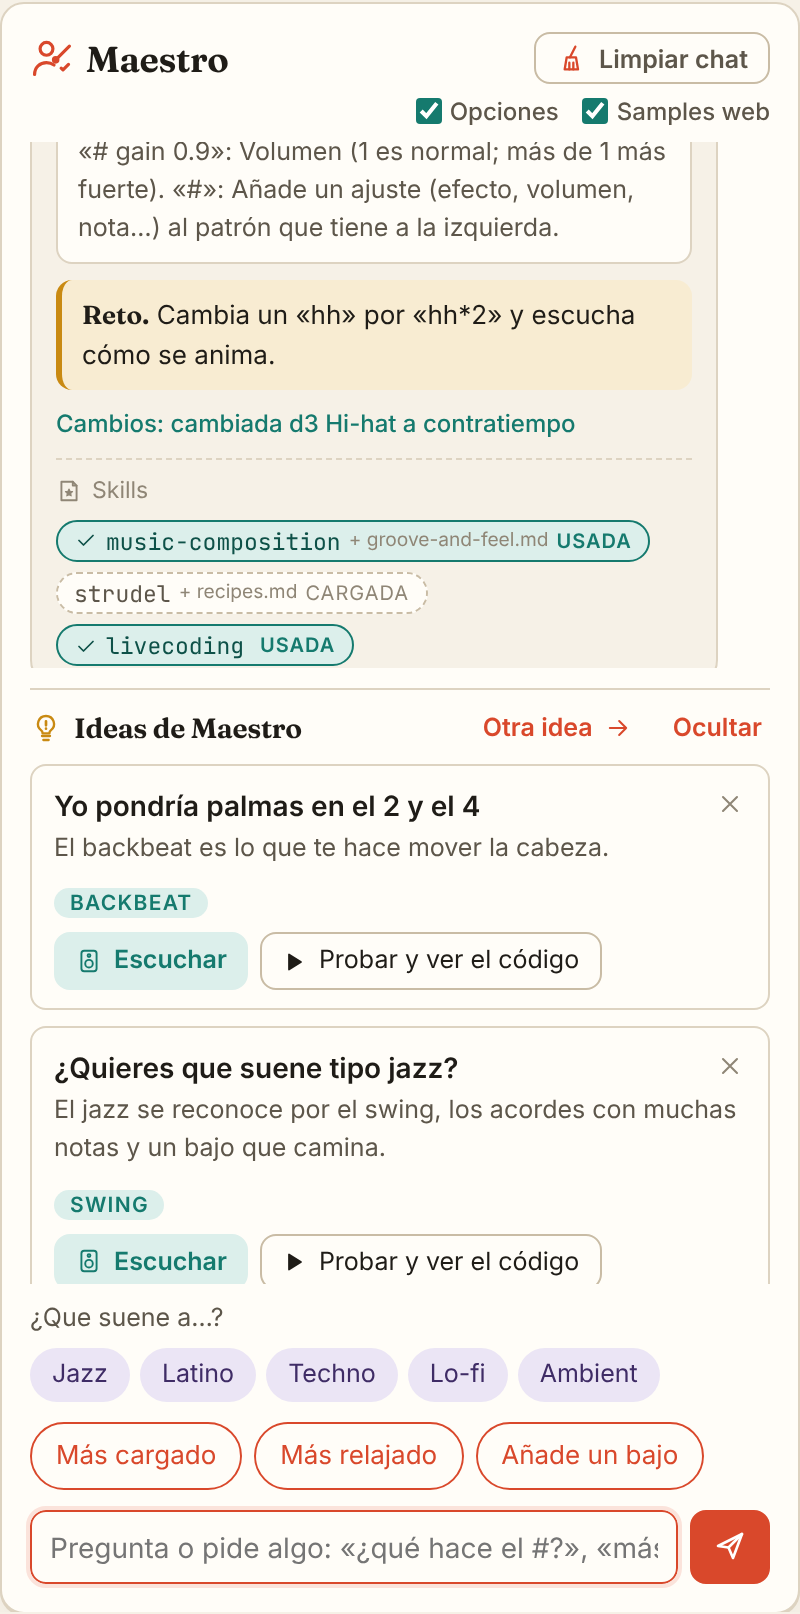 Maestro
Limpiar chat
Opciones
Samples web
«# gain 0.9»: Volumen (1 es normal; más de 1 más
fuerte). «#»: Añade un ajuste (efecto, volumen,
nota...) al patrón que tiene a la izquierda.
Reto. Cambia un «hh» por «hh*2» y escucha
cómo se anima.
Cambios: cambiada d3 Hi-hat a contratiempo
Skills
music-composition + groove-and-feel.md USADA
strudel + recipes.md CARGADA
livecoding USADA
Ideas de Maestro
Otra idea →
Ocultar
Yo pondría palmas en el 2 y el 4
El backbeat es lo que te hace mover la cabeza.
BACKBEAT
Escuchar
Probar y ver el código
¿Quieres que suene tipo jazz?
El jazz se reconoce por el swing, los acordes con muchas
notas y un bajo que camina.
SWING
Escuchar
Probar y ver el código
¿Que suene a...?
Jazz
Latino
Techno
Lo-fi
Ambient
Más cargado
Más relajado
Añade un bajo
Pregunta o pide algo: «¿qué hace el #?», «más